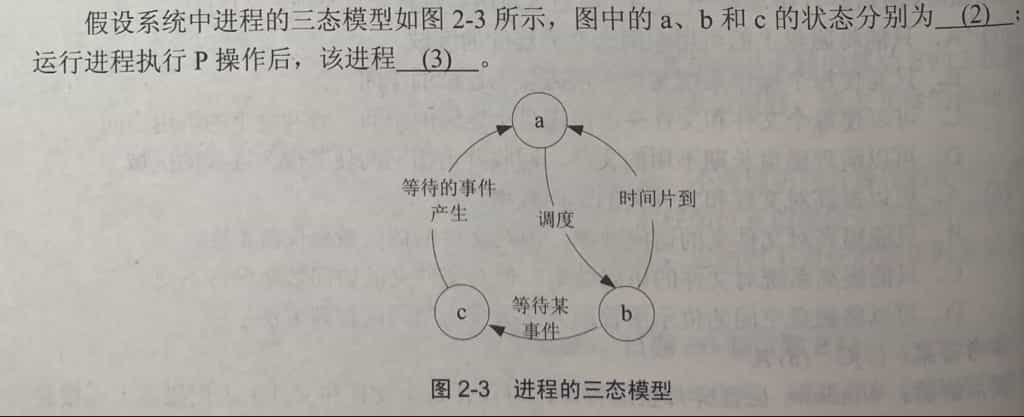 假设系统中进程的三态模型如图 2-3 所示，图中的 a、b 和 c 的状态分别为 (2) ；
运行进程执行 P 操作后，该进程 (3) 。
a
等待的事件
产生
调度
时间片到
c
等待某
事件
b
图 2-3 进程的三态模型